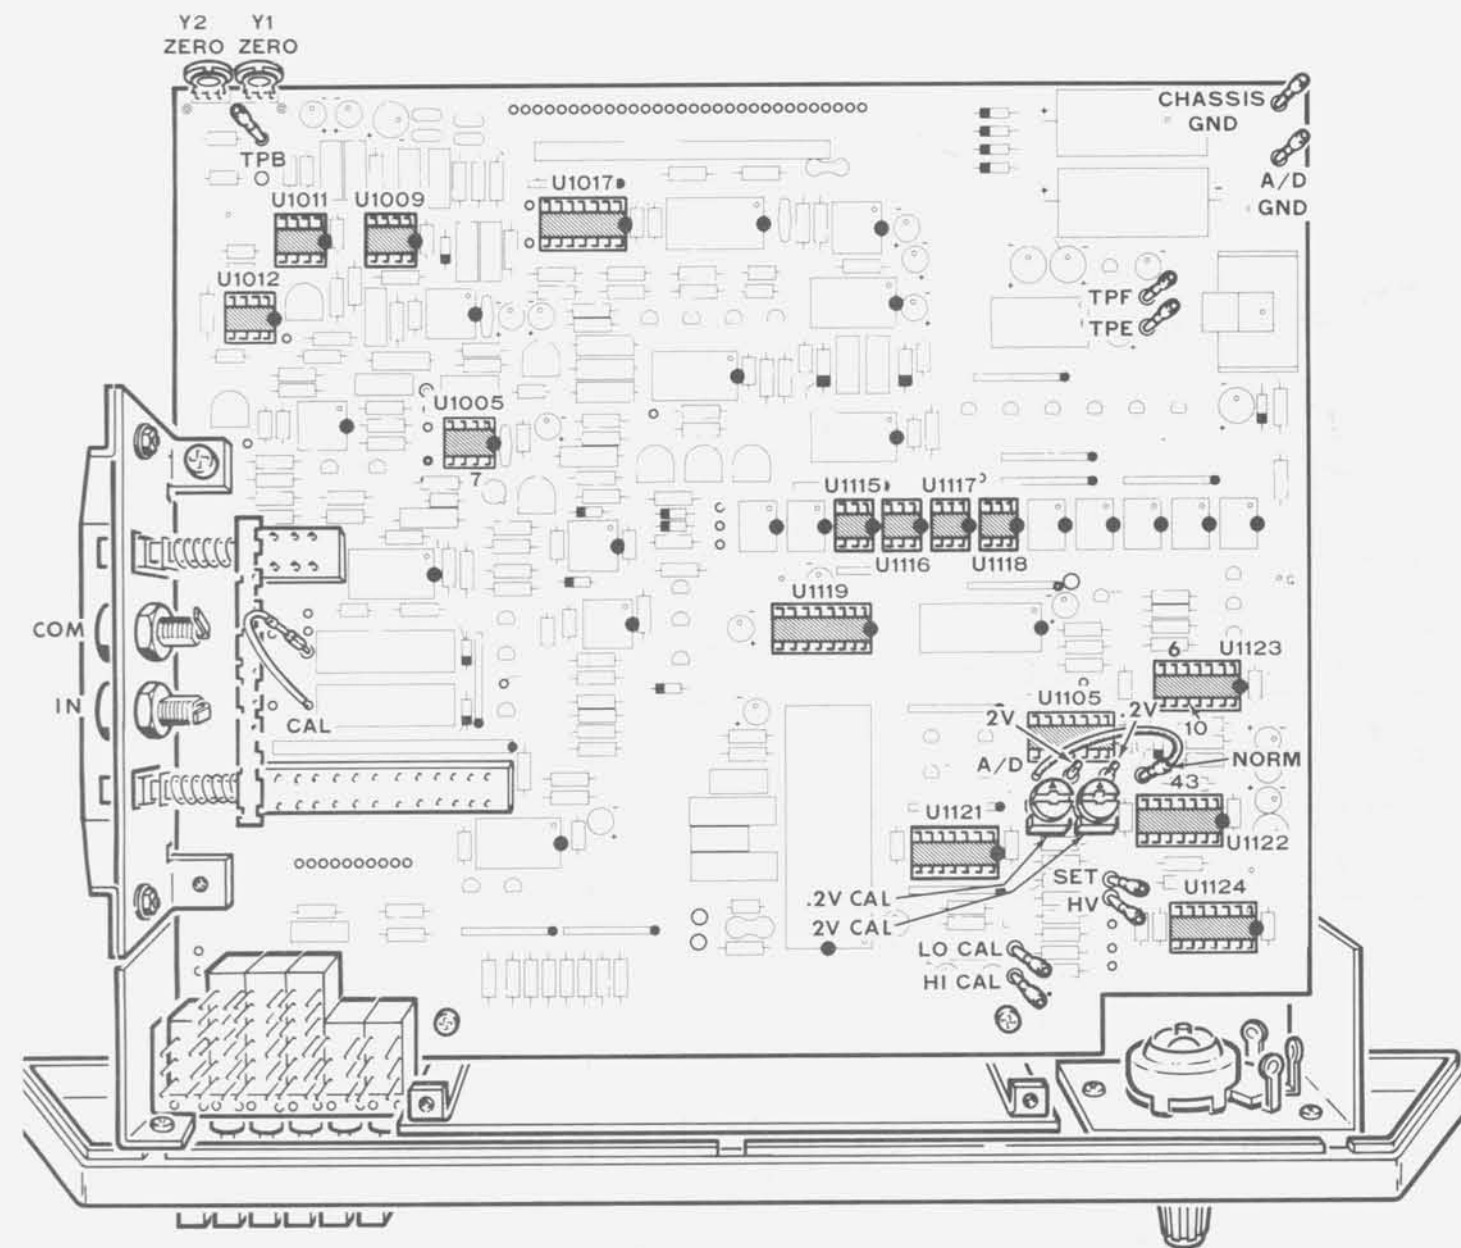 Y2 Y1
ZERO ZERO
TPB
CHASSIS
GND
A/D
GND
U1011 U1009 U1017
U1012
TPF
TPE
U1005
7
U1115 U1117
U1116 U1118
U1119
COM
IN
CAL
6 U1123
10
U1105
2V .2V
A/D
NORM
43
U1121
U1122
SET
HV
U1124
.2V CAL
2V CAL
LO CAL
HI CAL